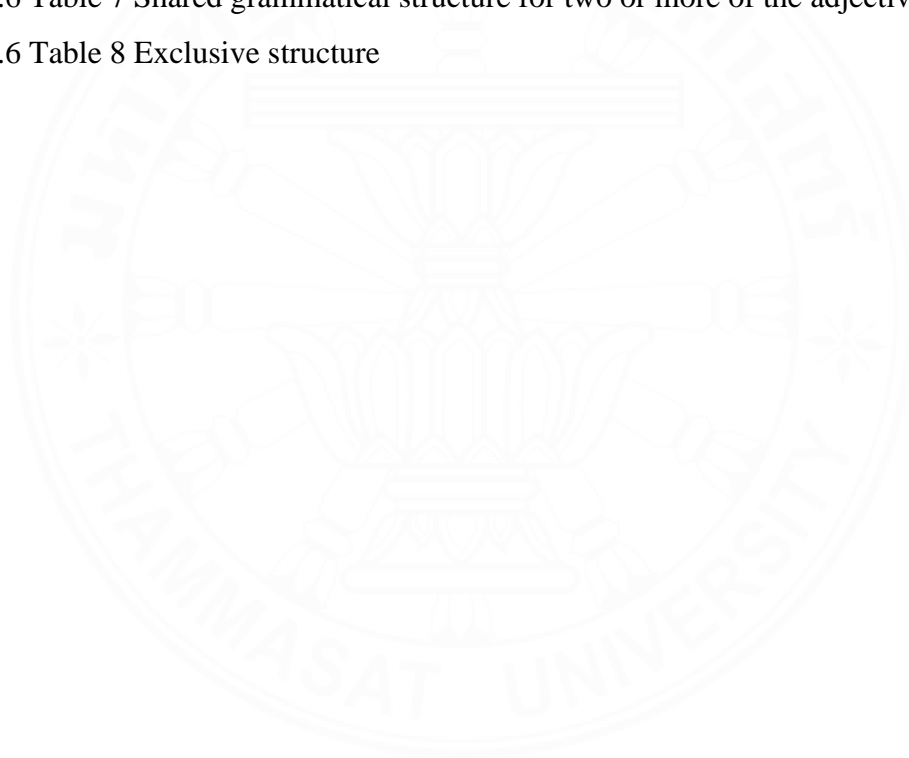 .6 Table 7 Shared grammatical structure for two or more of the adjectiv
.6 Table 8 Exclusive structure
THAMMASAT UNIVERSITY